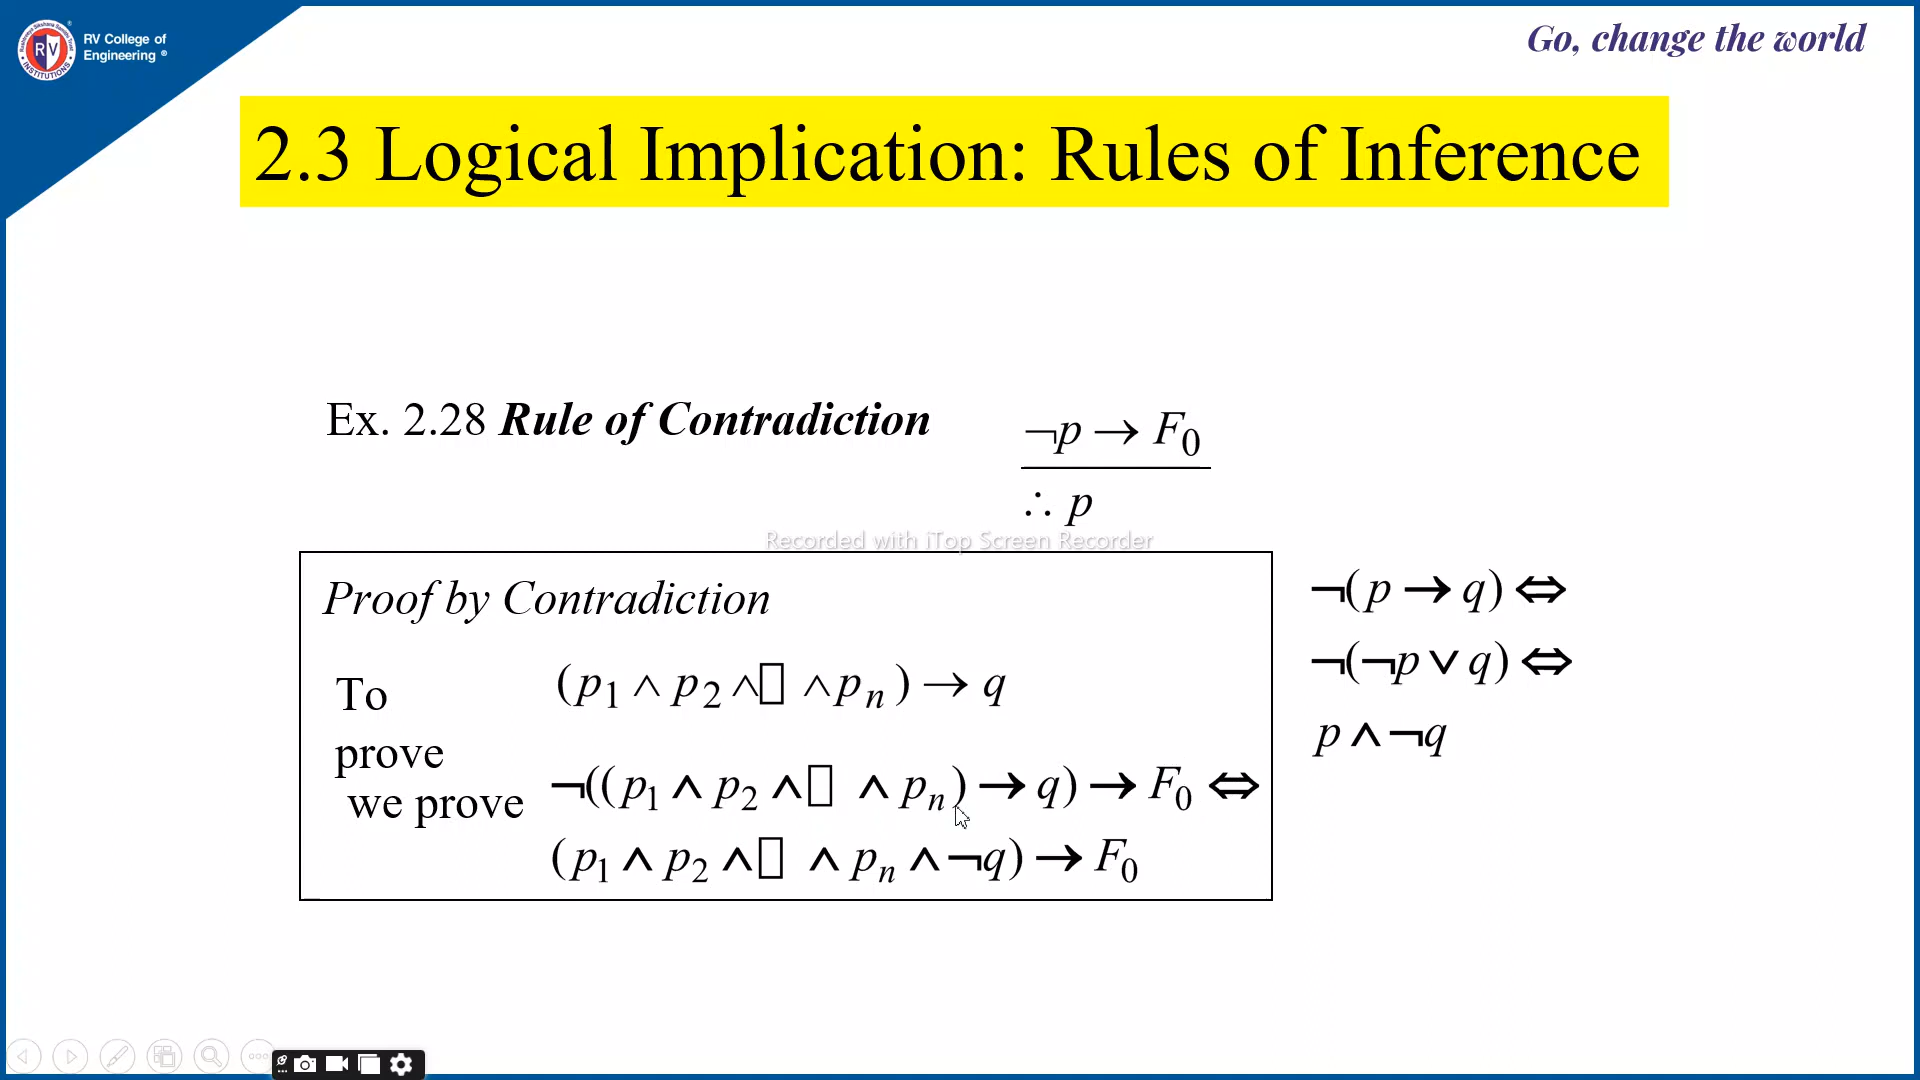 RV College of
Engineering ®
Go, change the world
2.3 Logical Implication: Rules of Inference
Ex. 2.28 Rule of Contradiction
¬p → F₀
∴ p
Recorded with iTop Screen Recorder
Proof by Contradiction
To
prove
(p₁ ∧ p₂ ∧▯ ∧ pₙ) → q
we prove
¬((p₁ ∧ p₂ ∧▯ ∧ pₙ) → q) → F₀ ⇔
(p₁ ∧ p₂ ∧▯ ∧ pₙ ∧ ¬q) → F₀
¬(p → q) ⇔
¬(¬p ∨ q) ⇔
p ∧ ¬q
RV
INSTITUTIONS